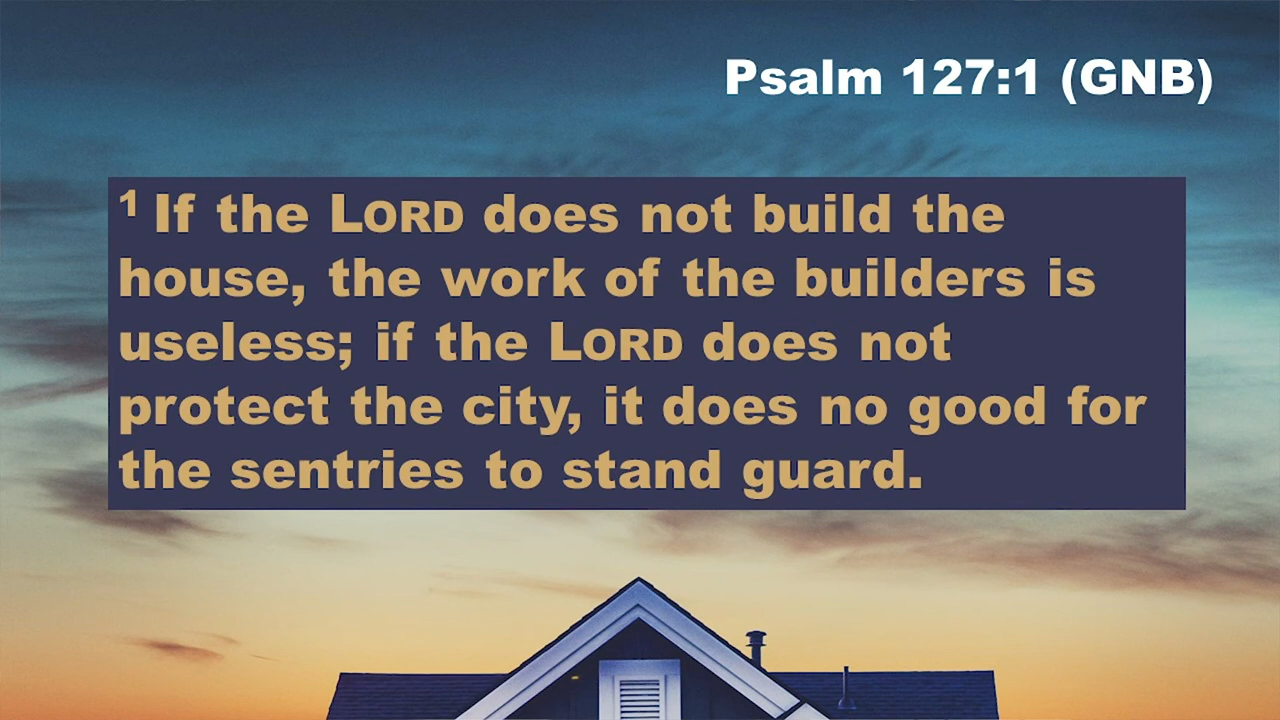 Psalm 127:1 (GNB)
1 If the LORD does not build the
house, the work of the builders is
useless; if the LORD does not
protect the city, it does no good for
the sentries to stand guard.